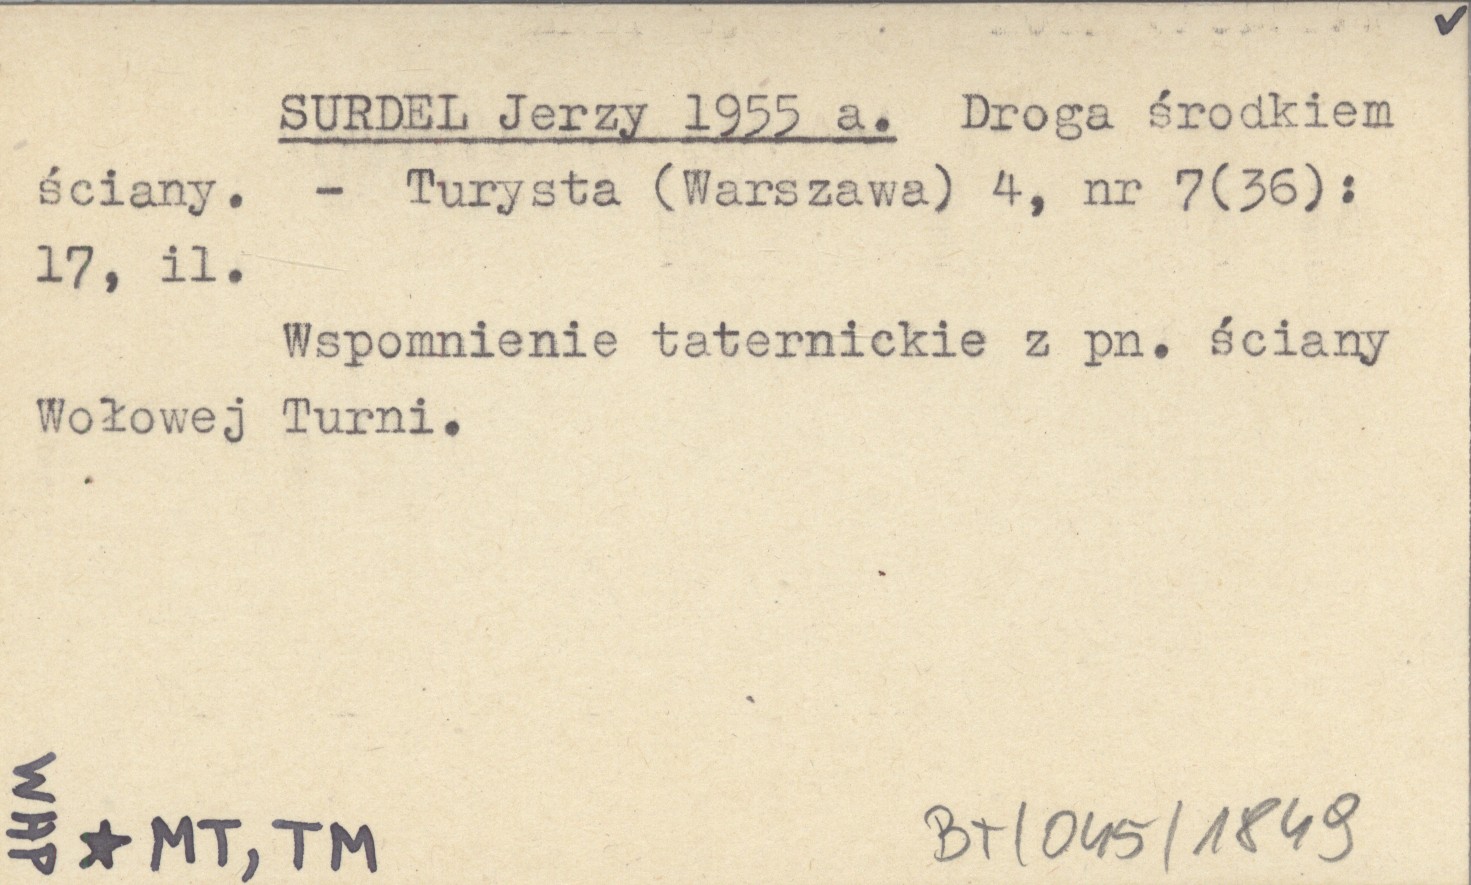 SURDEL Jerzy 1955 a. Droga środkiem
ściany. - Turysta (Warszawa) 4, nr 7(36):
17, il.
Wspomnienie taternickie z pn. ściany
Wołowej Turni.
WHP
★ MT, TM
Bt/045/1849